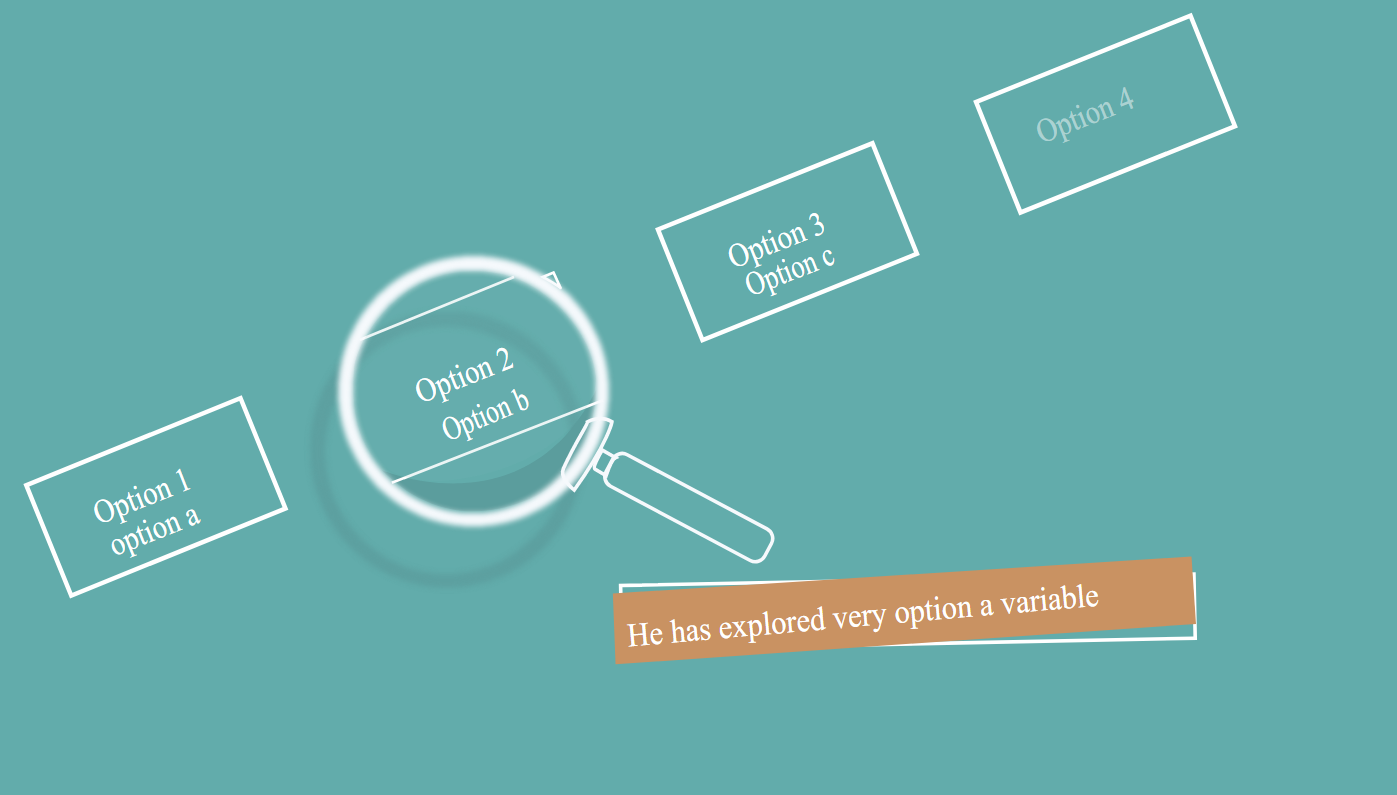 Option 1
option a
Option 2
Option b
Option 3
Option c
Option 4
He has explored very option a variable